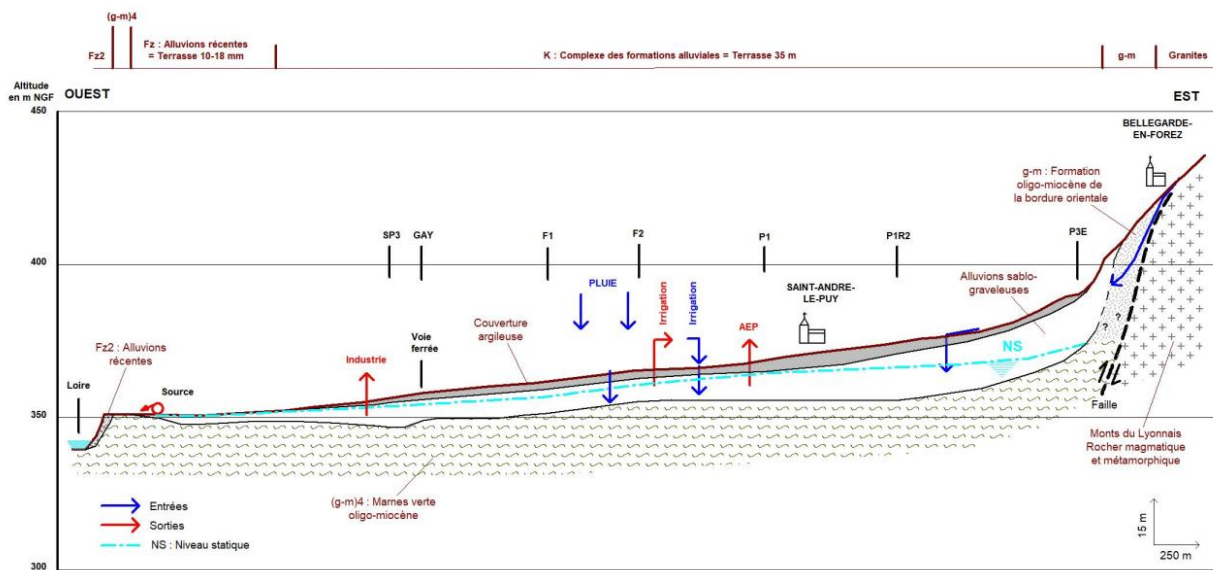 (g-m)4
Fz2
Fz : Alluvions récentes
= Terrasse 10-18 mm
K : Complexe des formations alluviales = Terrasse 35 m
g-m
Granites
Altitude
en m NGF
OUEST
EST
450
BELLEGARDE-
EN-FOREZ
g-m : Formation
oligo-miocène de
la bordure orientale
SP3
GAY
F1
F2
P1
P1R2
P3E
400
PLUIE
Irrigation
Irrigation
SAINT-ANDRE-
LE-PUY
Alluvions sablo-
graveleuses
Fz2 : Alluvions
récentes
Couverture
argileuse
AEP
NS
? ?
Industrie
Voie
ferrée
Loire
Source
350
Faille
Monts du Lyonnais
Rocher magmatique
et métamorphique
(g-m)4 : Marnes verte
oligo-miocène
Entrées
Sorties
NS : Niveau statique
15 m
250 m
300